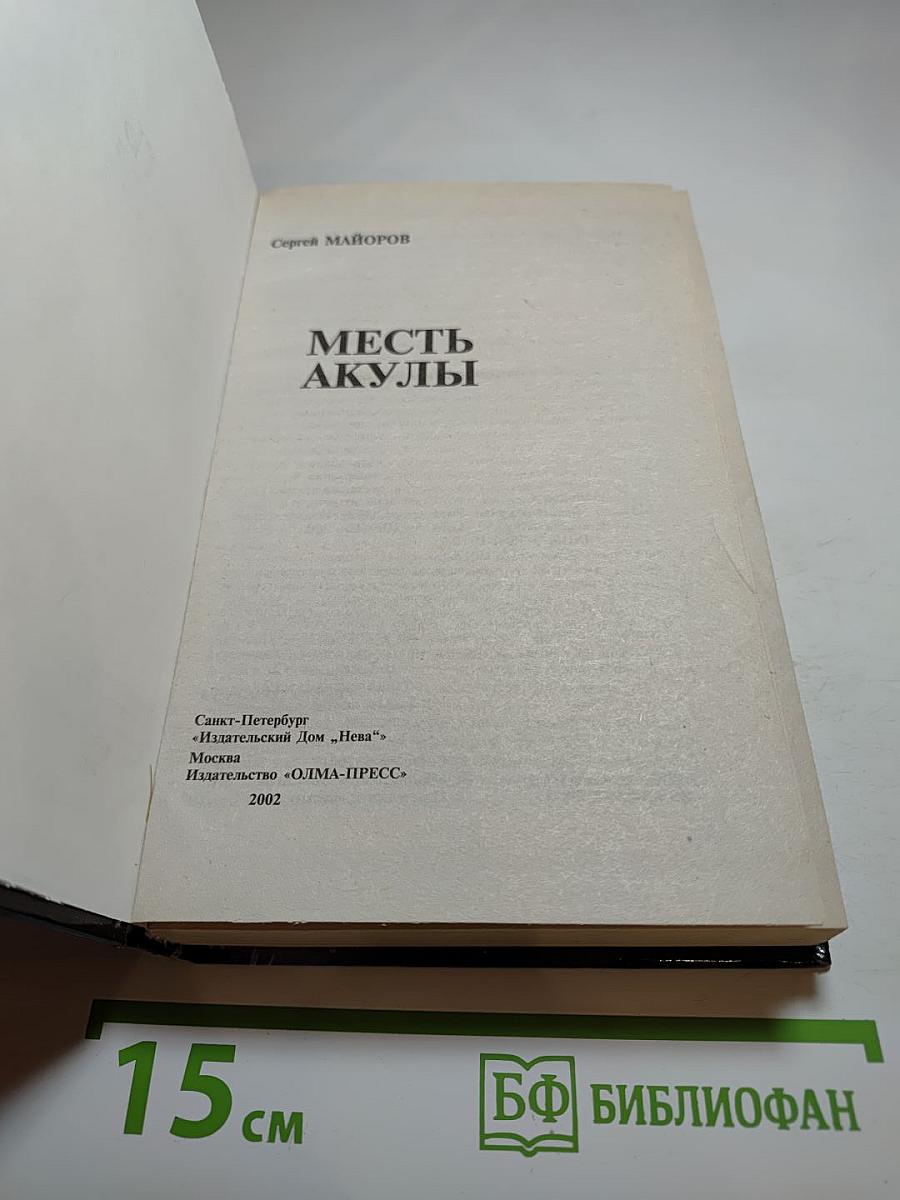 Сергей МАЙОРОВ
МЕСТЬ
АКУЛЫ
Санкт-Петербург
«Издательский Дом „Нева“»
Москва
Издательство «ОЛМА-ПРЕСС»
2002
15 см
БФ БИБЛИОФАН